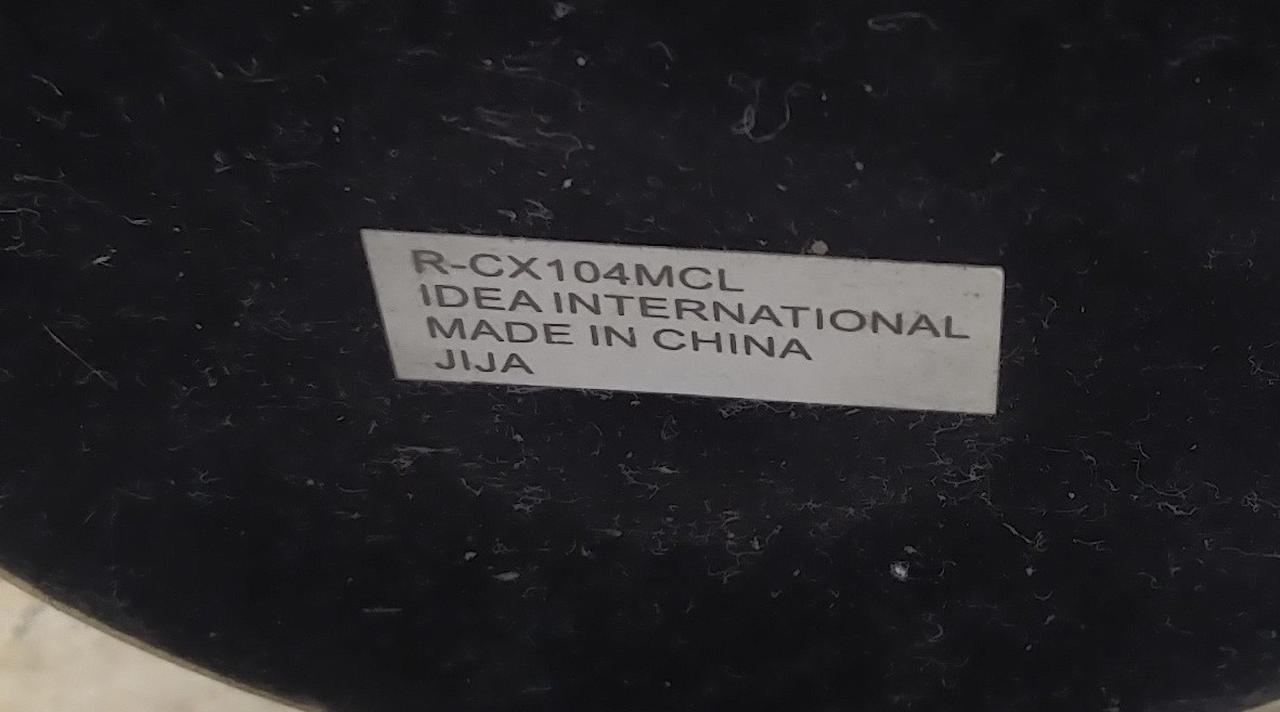 R-CX104MCL
IDEA INTERNATIONAL
MADE IN CHINA
JIJA